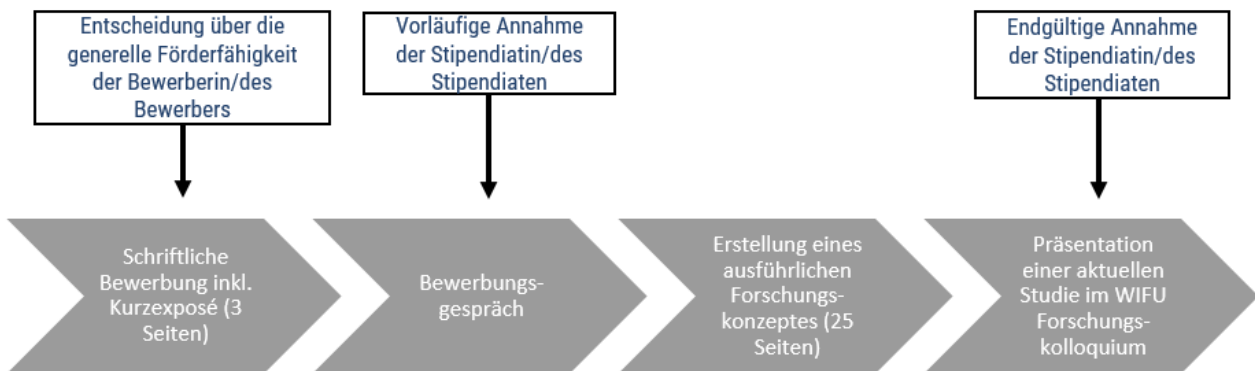 Entscheidung über die
generelle Förderfähigkeit
der Bewerberin/des
Bewerbers
Vorläufige Annahme
der Stipendiatin/des
Stipendiaten
Endgültige Annahme
der Stipendiatin/des
Stipendiaten
Schriftliche
Bewerbung inkl.
Kurzexposé (3
Seiten)
Bewerbungs-
gespräch
Erstellung eines
ausführlichen
Forschungs-
konzeptes (25
Seiten)
Präsentation
einer aktuellen
Studie im WIFU
Forschungs-
kolloquium